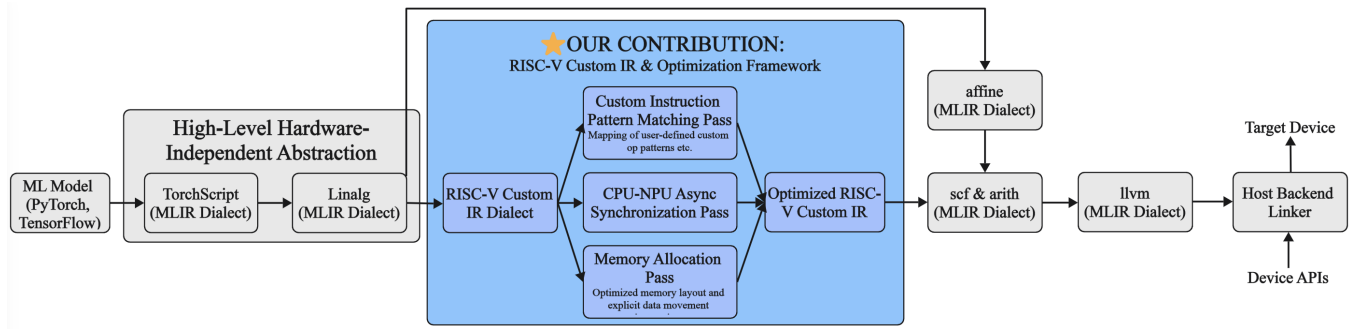 OUR CONTRIBUTION:
RISC-V Custom IR & Optimization Framework
High-Level Hardware-
Independent Abstraction
ML Model
(PyTorch,
TensorFlow)
TorchScript
(MLIR Dialect)
Linalg
(MLIR Dialect)
RISC-V Custom
IR Dialect
Custom Instruction
Pattern Matching Pass
Mapping of user-defined custom
op patterns etc.
CPU-NPU Async
Synchronization Pass
Memory Allocation
Pass
Optimized memory layout and
explicit data movement
Optimized RISC-
V Custom IR
affine
(MLIR Dialect)
scf & arith
(MLIR Dialect)
llvm
(MLIR Dialect)
Target Device
Host Backend
Linker
Device APIs